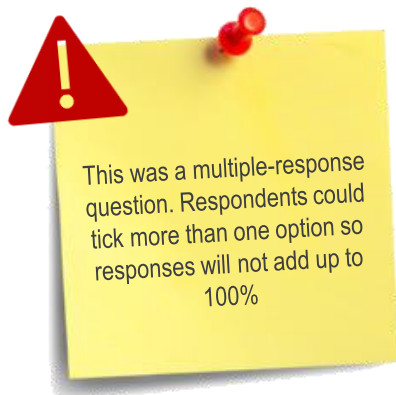 This was a multiple-response
question. Respondents could
tick more than one option so
responses will not add up to
100%